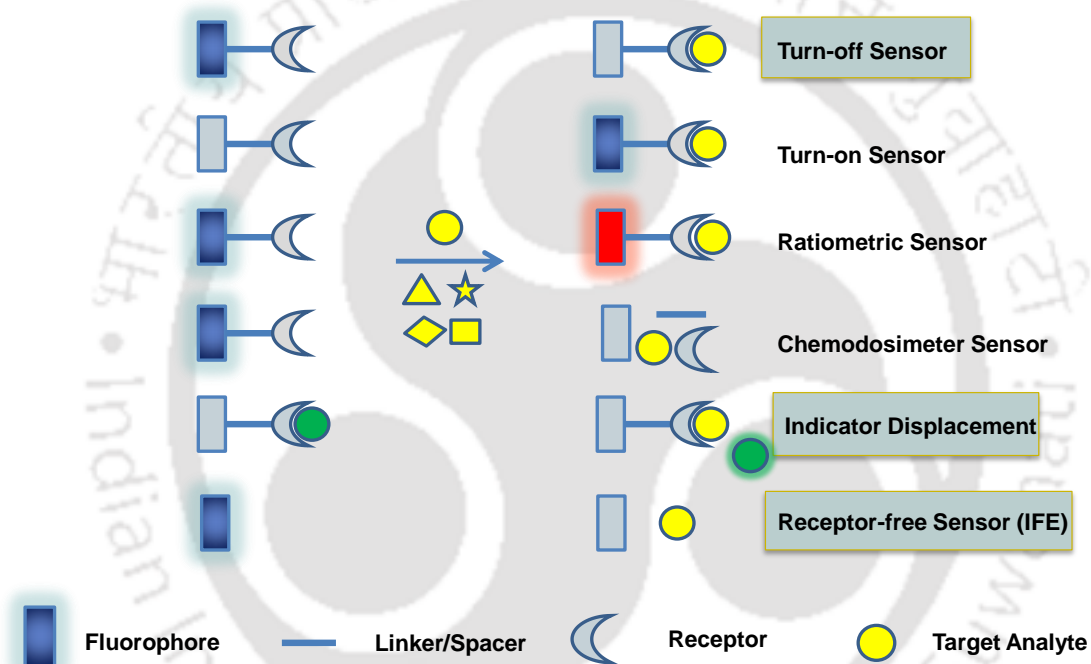 Turn-off Sensor
Turn-on Sensor
Ratiometric Sensor
Chemodosimeter Sensor
Indicator Displacement
Receptor-free Sensor (IFE)
Fluorophore
Linker/Spacer
Receptor
Target Analyte